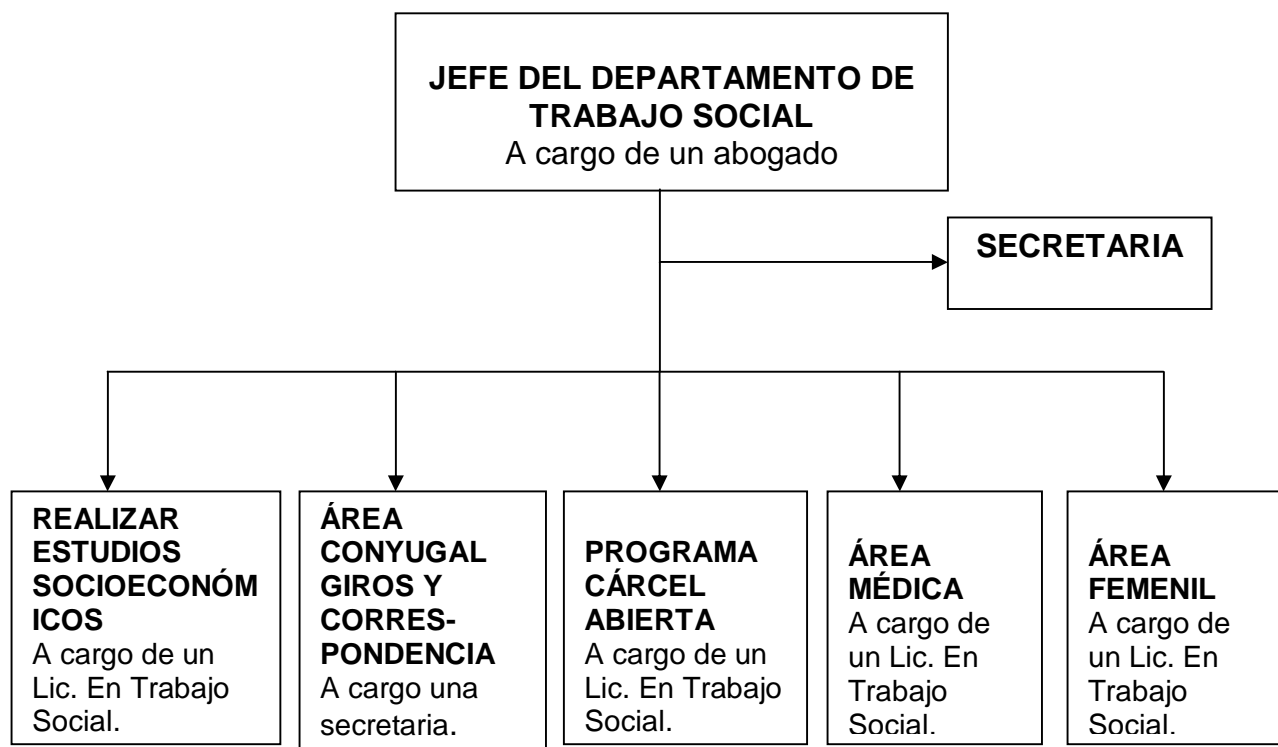 JEFE DEL DEPARTAMENTO DE
TRABAJO SOCIAL
A cargo de un abogado
SECRETARIA
REALIZAR
ESTUDIOS
SOCIOECONÓM
ICOS
A cargo de un
Lic. En Trabajo
Social.
ÁREA
CONYUGAL
GIROS Y
CORRES-
PONDENCIA
A cargo una
secretaria.
PROGRAMA
CÁRCEL
ABIERTA
A cargo de un
Lic. En Trabajo
Social.
ÁREA
MÉDICA
A cargo de
un Lic. En
Trabajo
Social.
ÁREA
FEMENIL
A cargo de
un Lic. En
Trabajo
Social.